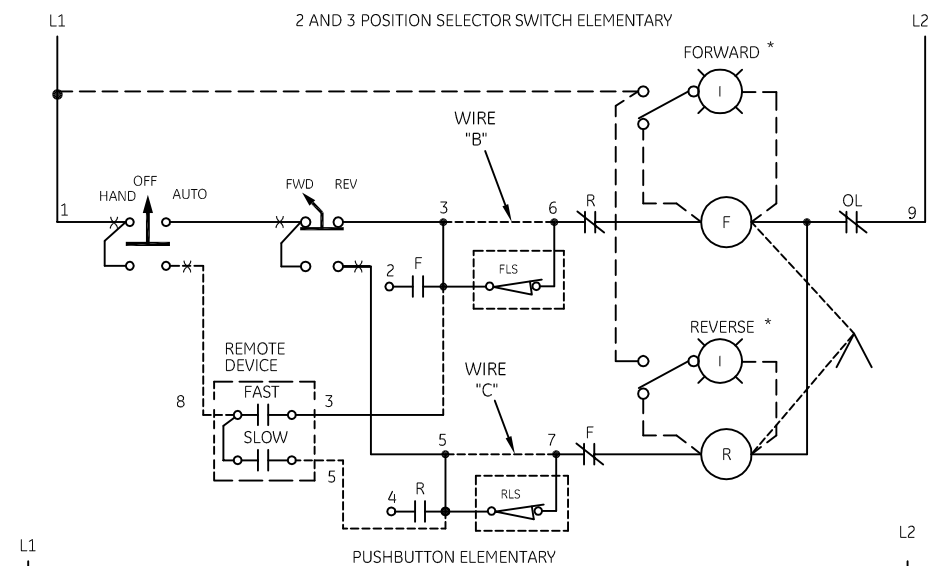 L1
2 AND 3 POSITION SELECTOR SWITCH ELEMENTARY
L2
FORWARD *
I
WIRE
"B"
OFF
HAND
AUTO
FWD
REV
1
3
6
R
F
OL
9
2
F
FLS
REVERSE *
I
REMOTE
DEVICE
WIRE
"C"
8
FAST
3
SLOW
5
5
7
F
R
4
R
RLS
L1
L2
PUSHBUTTON ELEMENTARY